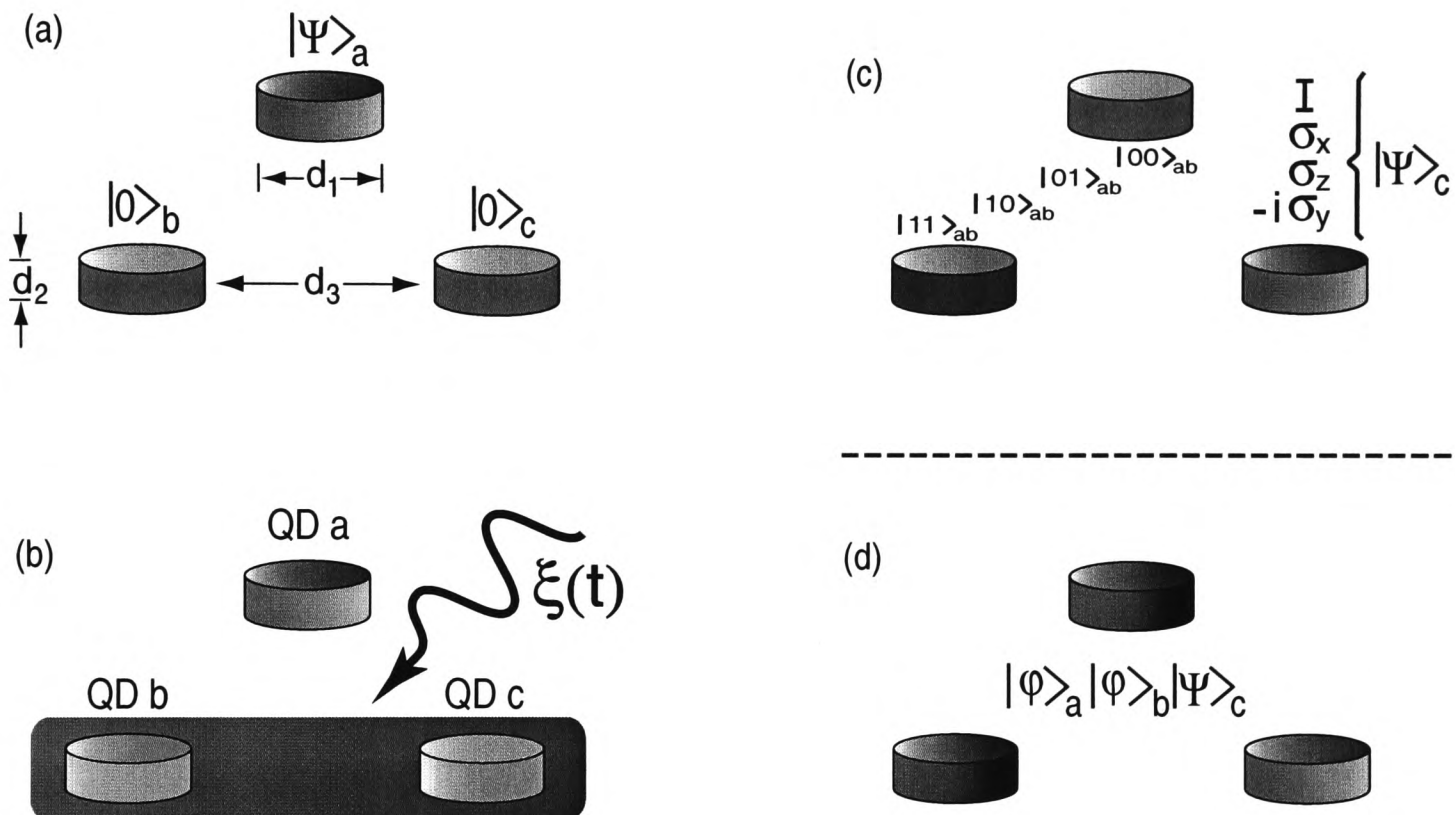 (a)
|Ψ>a
d1
|0>b
|0>c
d2
d3
(b)
QD a
ξ(t)
QD b
QD c
(c)
I
σx
σz
-iσy
|Ψ>c
|00>ab
|01>ab
|10>ab
|11>ab
(d)
|φ>a|φ>b|Ψ>c